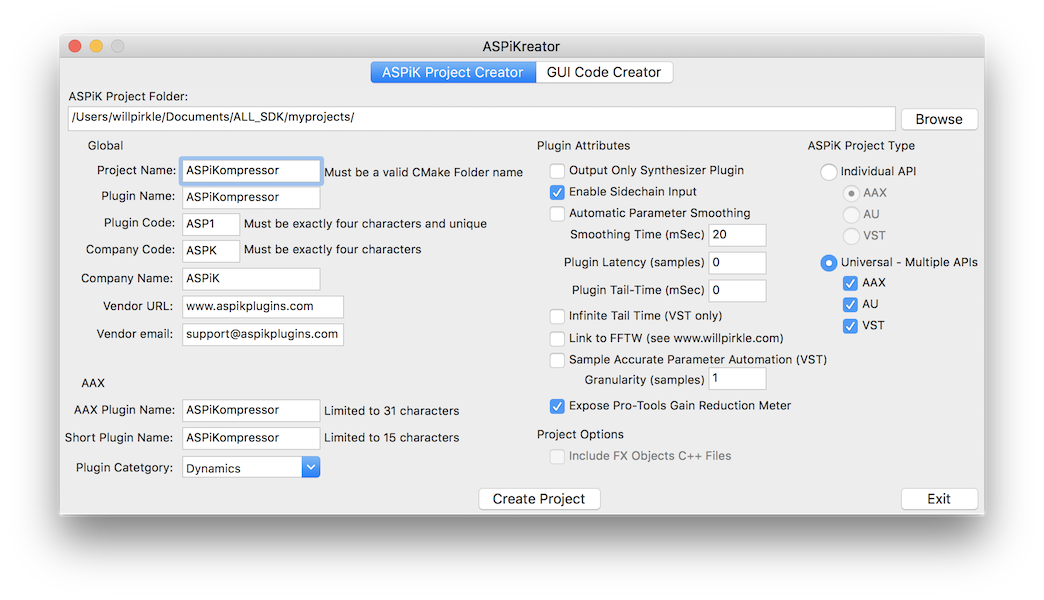 ASPiKreator
ASPiK Project Creator
GUI Code Creator
ASPiK Project Folder:
/Users/willpirkle/Documents/ALL_SDK/myprojects/
Browse
Global
Project Name: ASPiKompressor Must be a valid CMake Folder name
Plugin Name: ASPiKompressor
Plugin Code: ASP1 Must be exactly four characters and unique
Company Code: ASPK Must be exactly four characters
Company Name: ASPiK
Vendor URL: www.aspikplugins.com
Vendor email: support@aspikplugins.com
AAX
AAX Plugin Name: ASPiKompressor Limited to 31 characters
Short Plugin Name: ASPiKompressor Limited to 15 characters
Plugin Catetgory: Dynamics
Plugin Attributes
Output Only Synthesizer Plugin
Enable Sidechain Input
Automatic Parameter Smoothing
Smoothing Time (mSec) 20
Plugin Latency (samples) 0
Plugin Tail-Time (mSec) 0
Infinite Tail Time (VST only)
Link to FFTW (see www.willpirkle.com)
Sample Accurate Parameter Automation (VST)
Granularity (samples) 1
Expose Pro-Tools Gain Reduction Meter
Project Options
Include FX Objects C++ Files
ASPiK Project Type
Individual API
AAX
AU
VST
Universal - Multiple APIs
AAX
AU
VST
Create Project
Exit